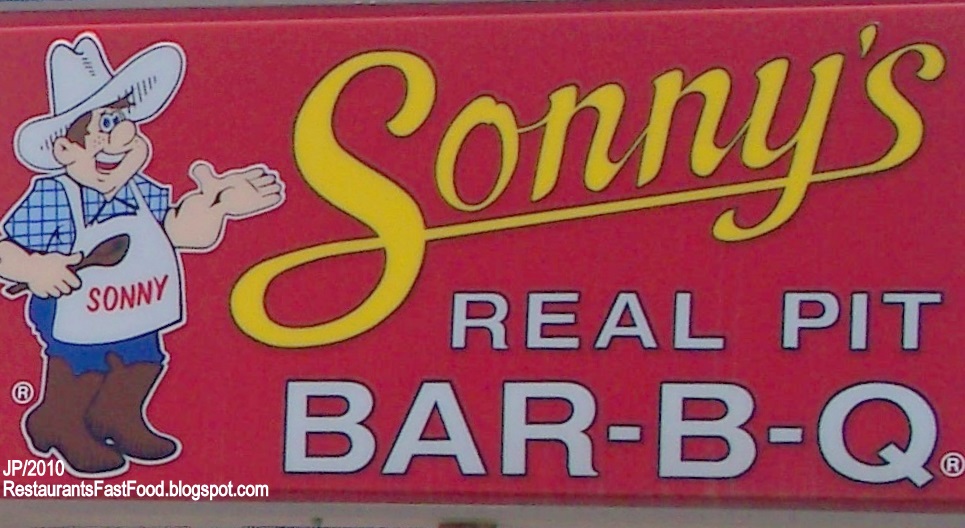 Sonny's
REAL PIT
BAR-B-Q®
SONNY
®
JP/2010
RestaurantsFastFood.blogspot.com